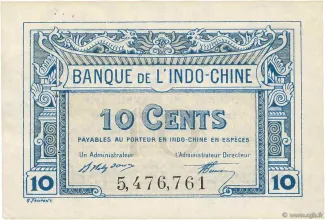 BANQUE DE L'INDO-CHINE
10 CENTS
PAYABLES AU PORTEUR EN INDO-CHINE EN ESPÈCES
Un Administrateur L'Administrateur Directeur
5,476,761
10 10